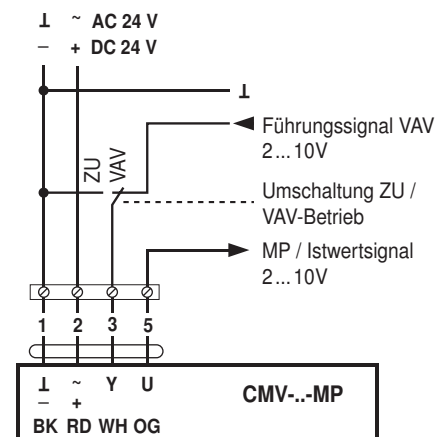 ⊥ ~ AC 24 V
– + DC 24 V
⊥
Führungssignal VAV
2...10V
ZU
VAV
Umschaltung ZU /
VAV-Betrieb
MP / Istwertsignal
2...10V
1 2 3 5
⊥ ~ Y U
– +
CMV-..-MP
BK RD WH OG